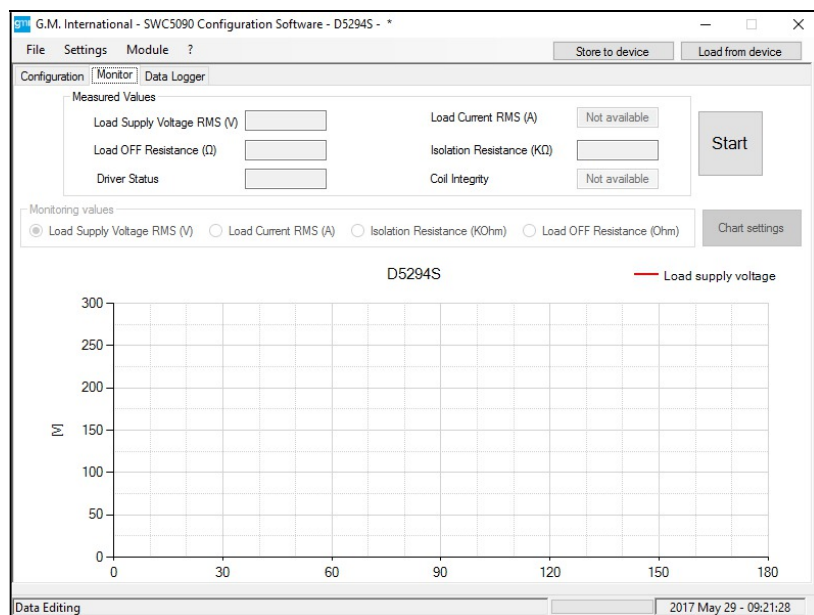 gmi G.M. International - SWC5090 Configuration Software - D5294S - *
File Settings Module ? Store to device Load from device
Configuration Monitor Data Logger
Measured Values
Load Supply Voltage RMS (V) Load Current RMS (A) Not available
Load OFF Resistance (Ω) Isolation Resistance (KΩ)
Driver Status Coil Integrity Not available
Start
Monitoring values
Load Supply Voltage RMS (V) Load Current RMS (A) Isolation Resistance (KOhm) Load OFF Resistance (Ohm)
Chart settings
D5294S
Load supply voltage
300
250
200
150
100
50
0
[V]
0 30 60 90 120 150 180
Data Editing 2017 May 29 - 09:21:28